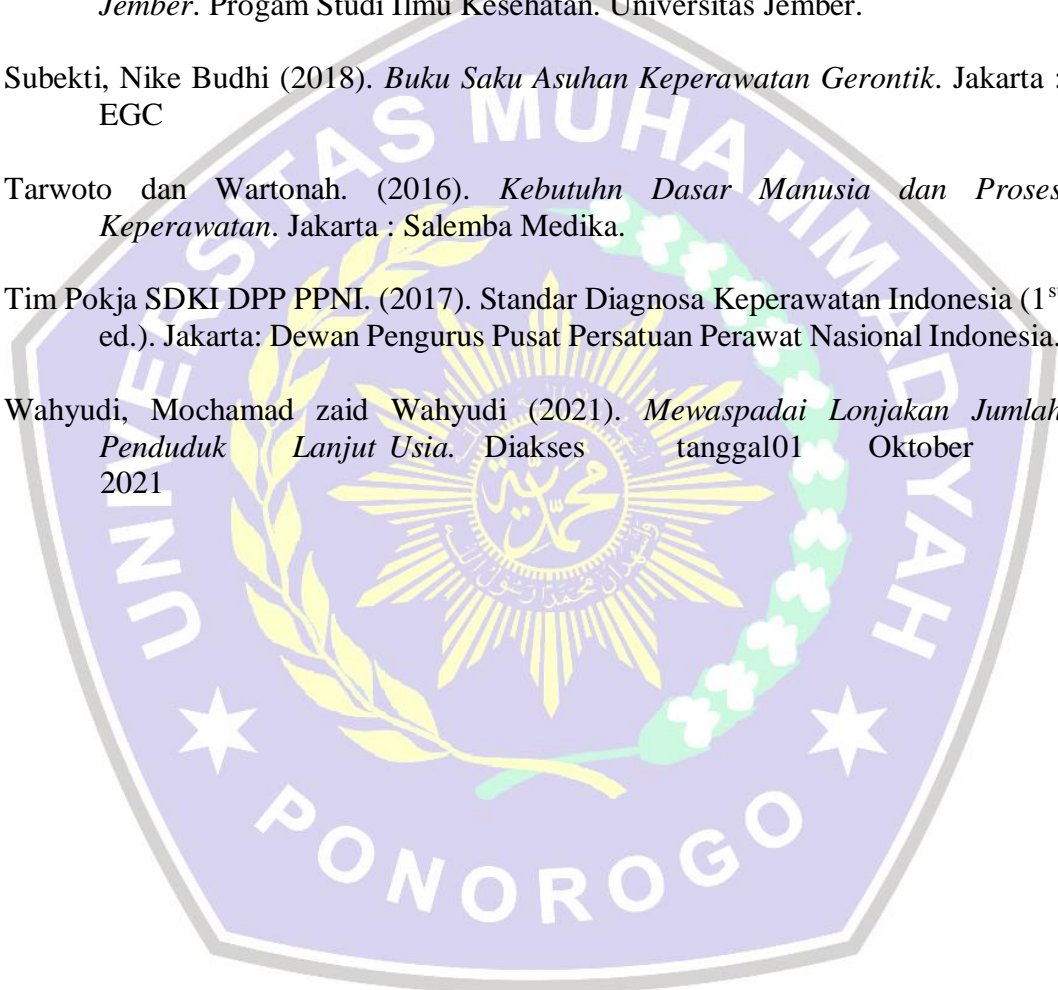 Jember. Progam Studi Ilmu Kesehatan. Universitas Jember.
Subekti, Nike Budhi (2018). Buku Saku Asuhan Keperawatan Gerontik. Jakarta :
EGC
Tarwoto dan Wartonah. (2016). Kebutuhn Dasar Manusia dan Proses
Keperawatan. Jakarta : Salemba Medika.
Tim Pokja SDKI DPP PPNI. (2017). Standar Diagnosa Keperawatan Indonesia (1st
ed.). Jakarta: Dewan Pengurus Pusat Persatuan Perawat Nasional Indonesia.
Wahyudi, Mochamad zaid Wahyudi (2021). Mewaspadai Lonjakan Jumlah
Penduduk Lanjut Usia. Diakses tanggal01 Oktober
2021
UNIVERSITAS MUHAMMADIYAH
PONOROGO